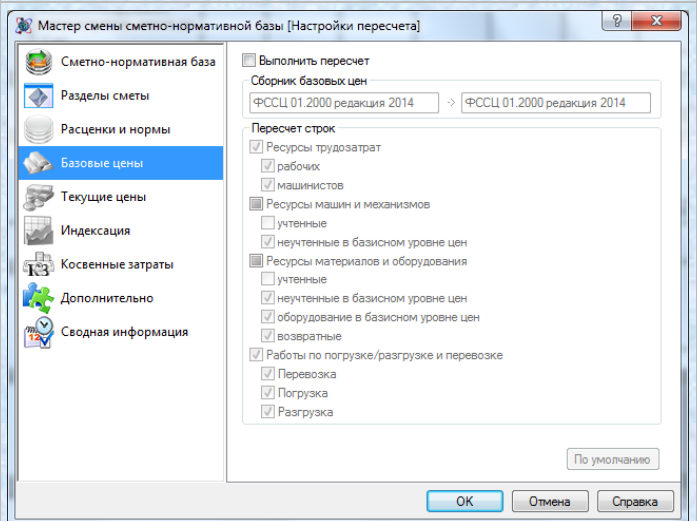 Мастер смены сметно-нормативной базы [Настройки пересчета]
Сметно-нормативная база
Разделы сметы
Расценки и нормы
Базовые цены
Текущие цены
Индексация
Косвенные затраты
Дополнительно
Сводная информация
Выполнить пересчет
Сборник базовых цен
ФССЦ 01.2000 редакция 2014 -> ФССЦ 01.2000 редакция 2014
Пересчет строк
Ресурсы трудозатрат
рабочих
машинистов
Ресурсы машин и механизмов
учтенные
неучтенные в базисном уровне цен
Ресурсы материалов и оборудования
учтенные
неучтенные в базисном уровне цен
оборудование в базисном уровне цен
возвратные
Работы по погрузке/разгрузке и перевозке
Перевозка
Погрузка
Разгрузка
По умолчанию
OK Отмена Справка